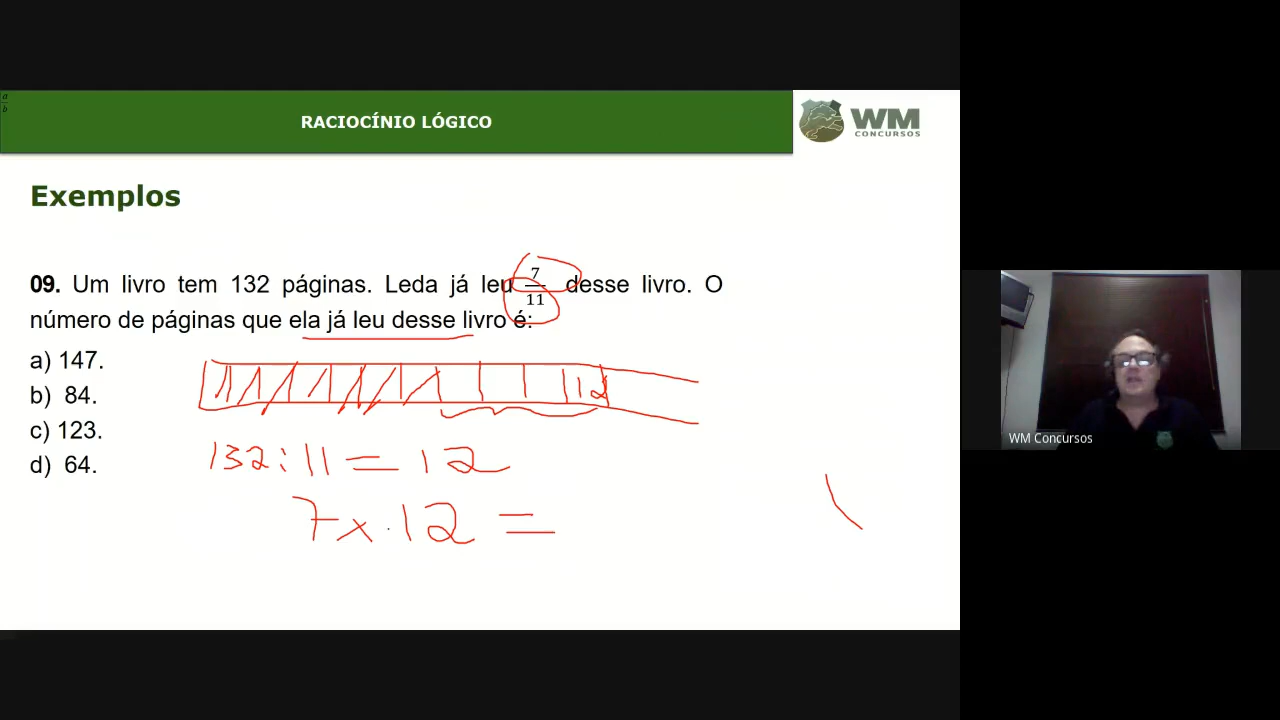 a
b
RACIOCÍNIO LÓGICO
WM
CONCURSOS
Exemplos
09. Um livro tem 132 páginas. Leda já leu 7/11 desse livro. O
número de páginas que ela já leu desse livro é:
a) 147.
b) 84.
c) 123.
d) 64.
12
132 : 11 = 12
7 x 12 =
WM Concursos